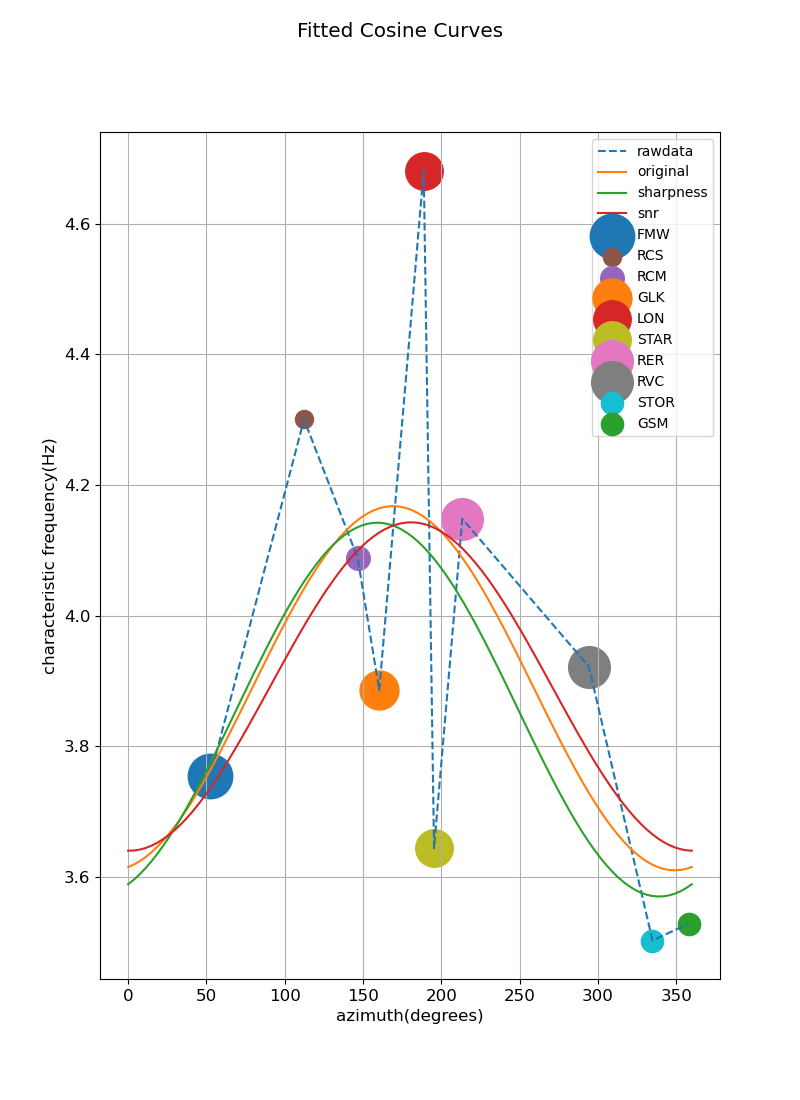 Fitted Cosine Curves
rawdata
original
sharpness
snr
FMW
RCS
RCM
GLK
LON
STAR
RER
RVC
STOR
GSM
4.6
4.4
4.2
4.0
3.8
3.6
characteristic frequency(Hz)
0 50 100 150 200 250 300 350
azimuth(degrees)